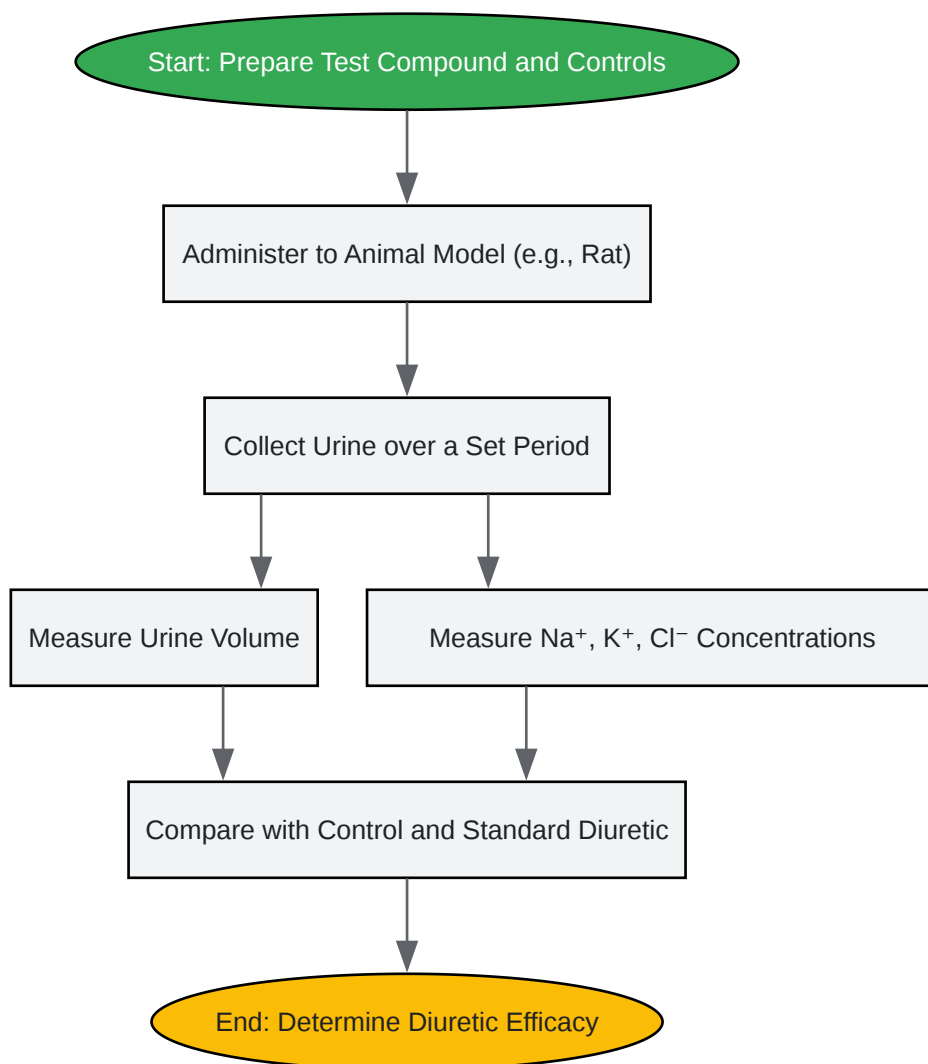 Start: Prepare Test Compound and Controls
Administer to Animal Model (e.g., Rat)
Collect Urine over a Set Period
Measure Urine Volume
Measure Na⁺, K⁺, Cl⁻ Concentrations
Compare with Control and Standard Diuretic
End: Determine Diuretic Efficacy